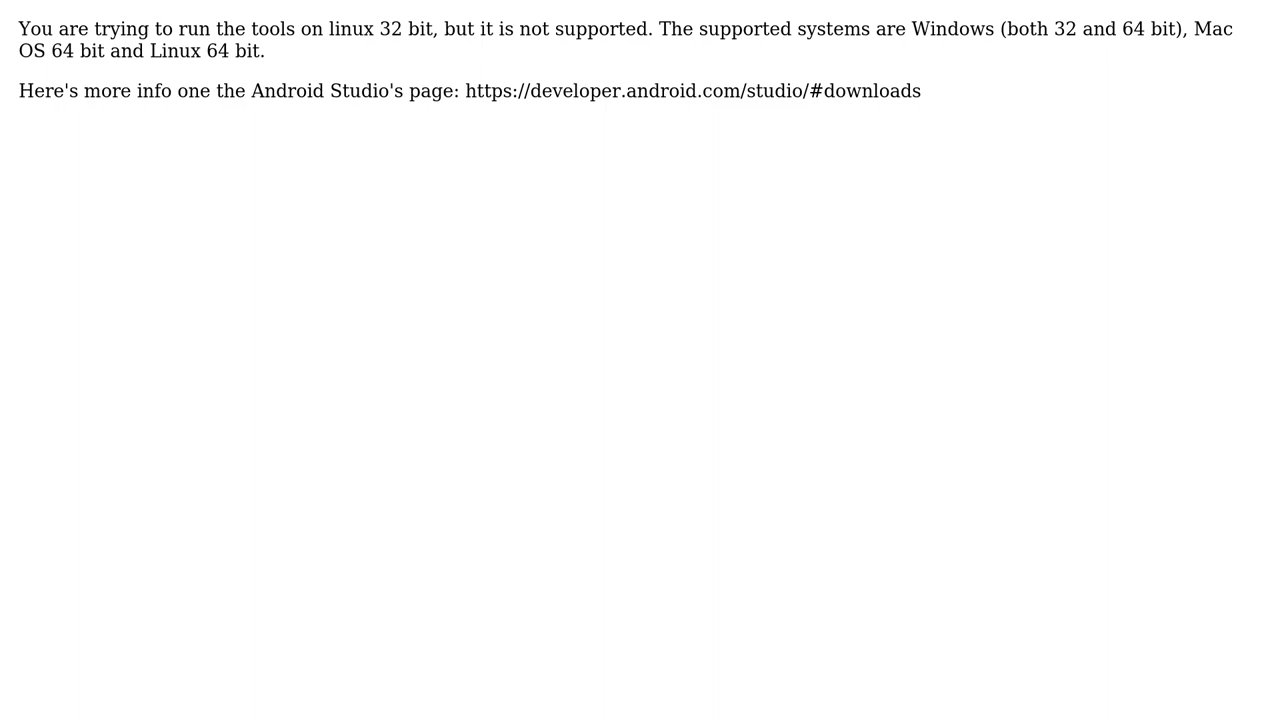 You are trying to run the tools on linux 32 bit, but it is not supported. The supported systems are Windows (both 32 and 64 bit), Mac
OS 64 bit and Linux 64 bit.
Here's more info one the Android Studio's page: https://developer.android.com/studio/#downloads